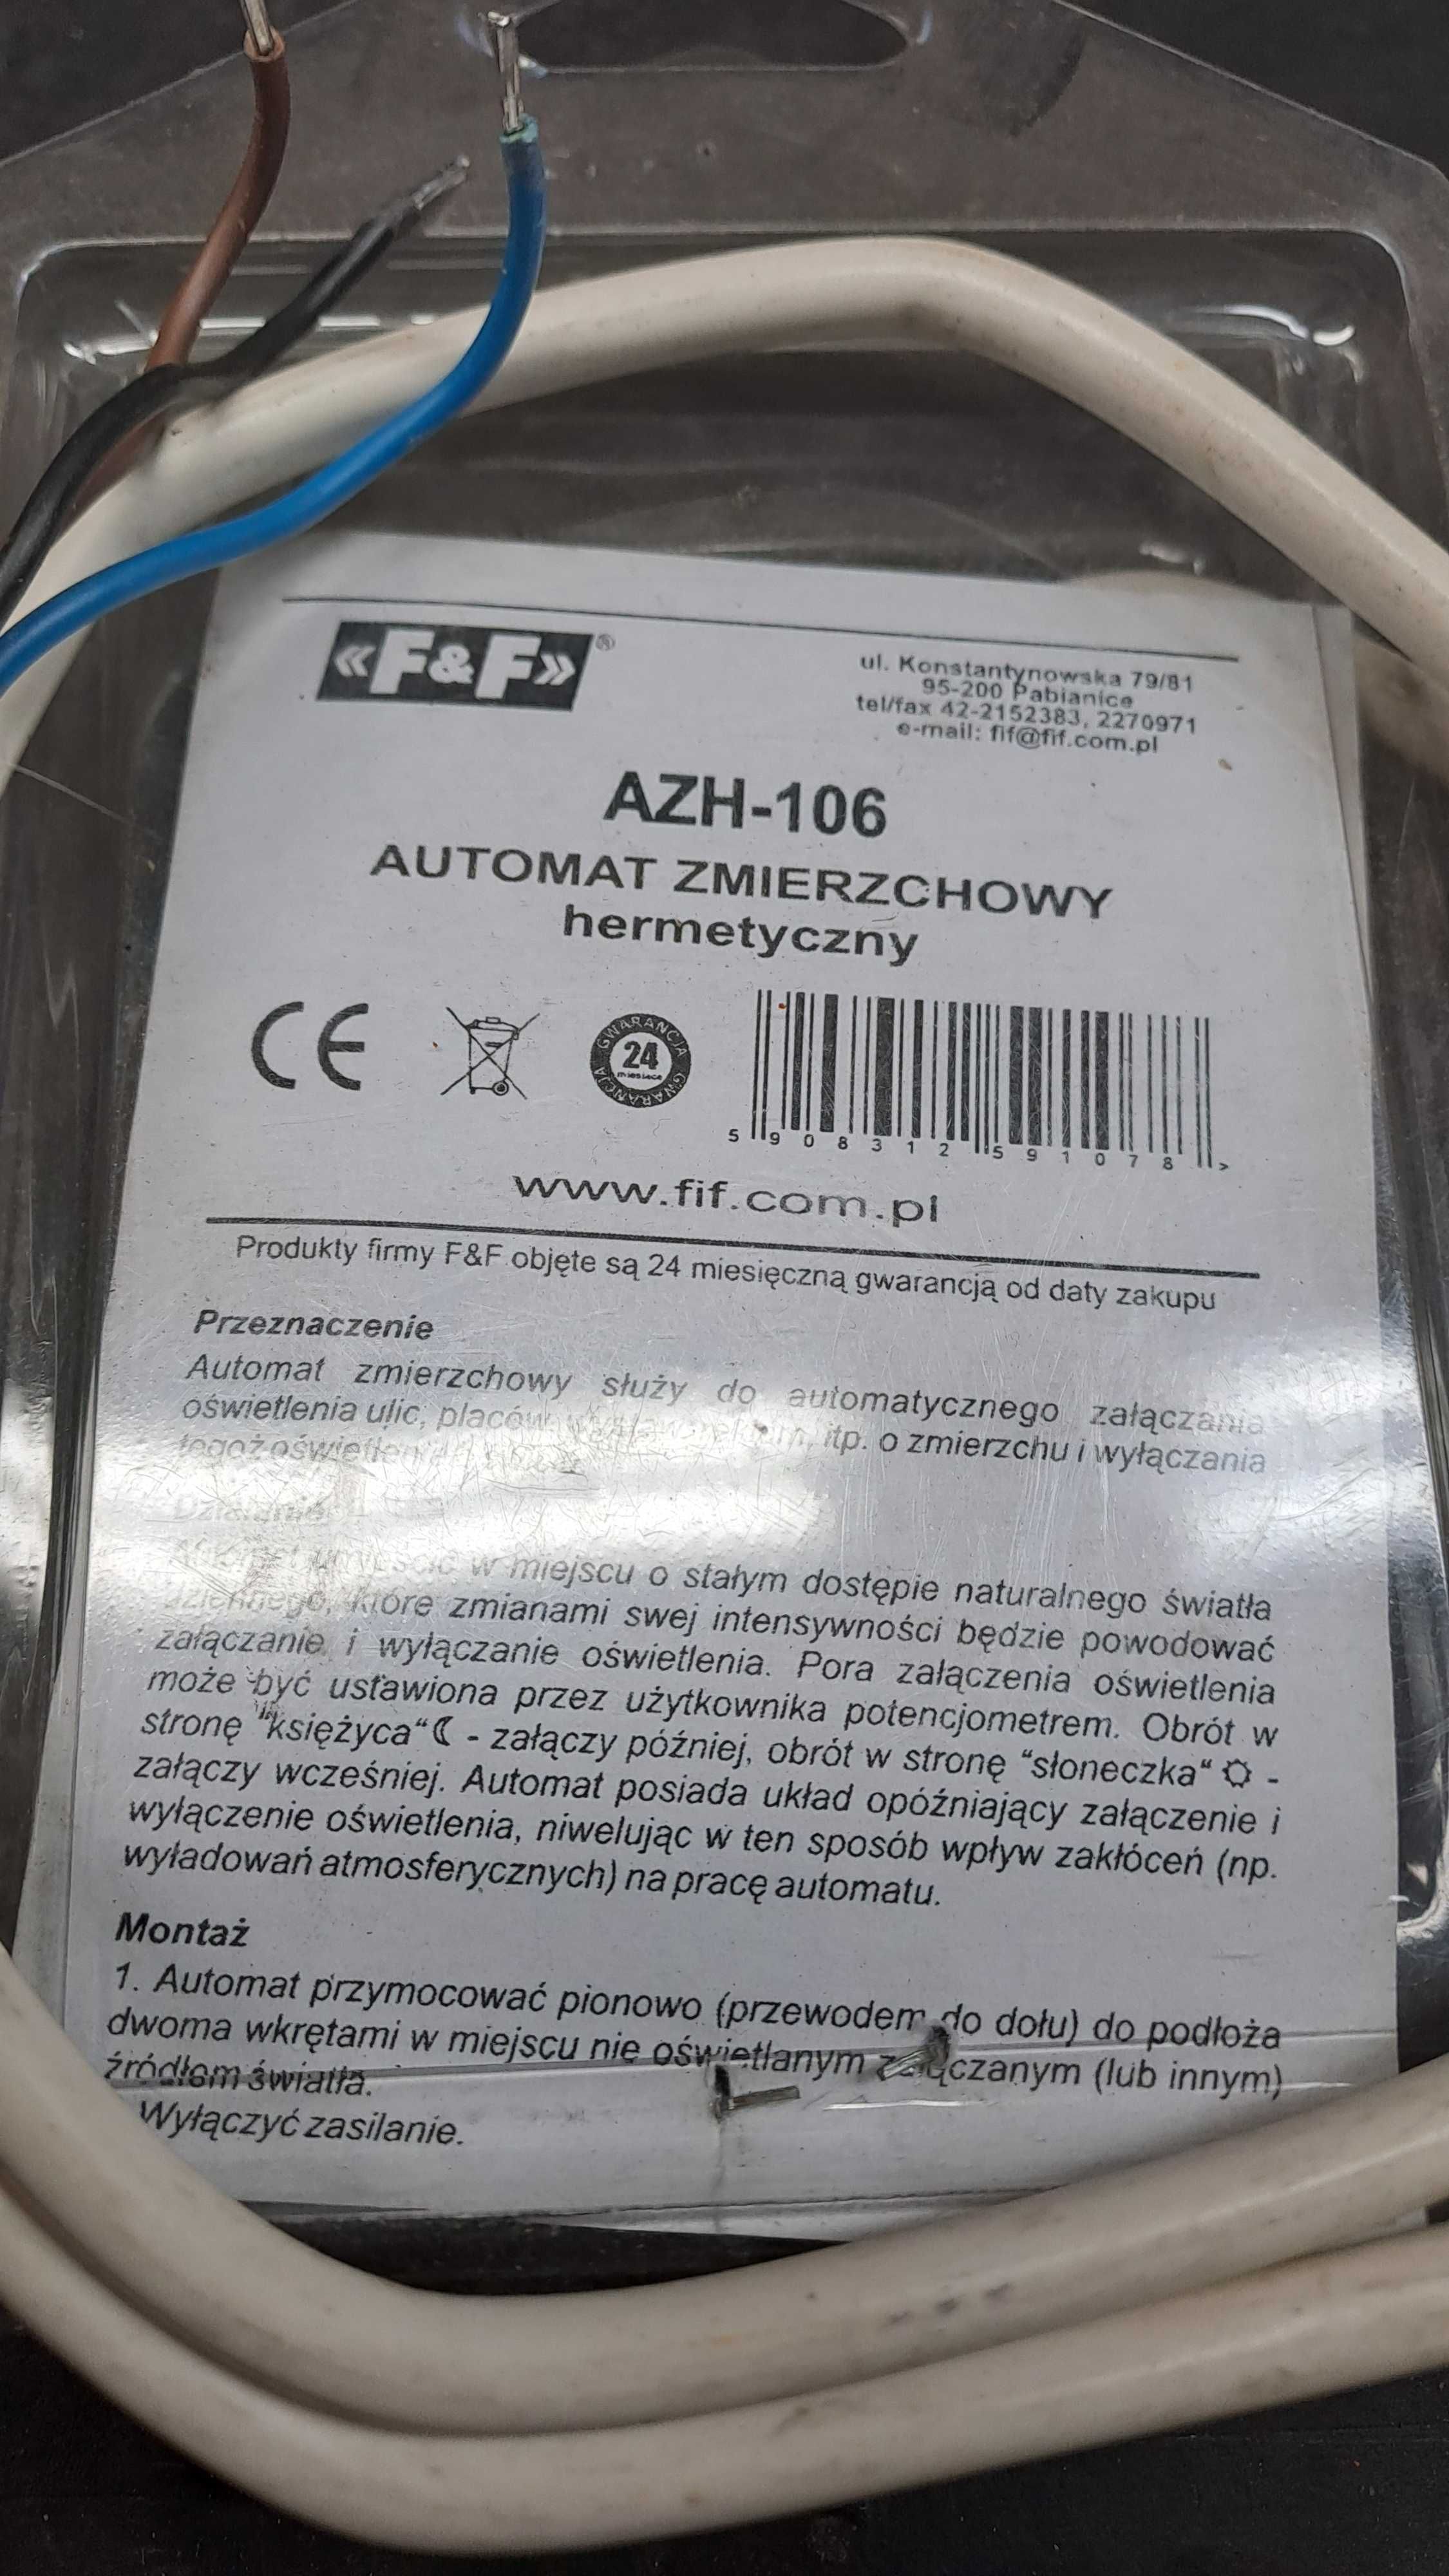 «F&F»®
ul. Konstantynowska 79/81
95-200 Pabianice
tel/fax 42-2152383, 2270971
e-mail: fif@fif.com.pl
AZH-106
AUTOMAT ZMIERZCHOWY
hermetyczny
CE
GWARANCJA GWARANCJA
24
miesiące
5 908312 591078 >
www.fif.com.pl
Produkty firmy F&F objęte są 24 miesięczną gwarancją od daty zakupu
Przeznaczenie
Automat zmierzchowy służy do automatycznego załączania
oświetlenia ulic, placów, itp. o zmierzchu i wyłączania
Działanie
w miejscu o stałym dostępie naturalnego światła
dziennego, które zmianami swej intensywności będzie powodować
załączanie i wyłączanie oświetlenia. Pora załączenia oświetlenia
może być ustawiona przez użytkownika potencjometrem. Obrót w
stronę "księżyca“☾ - załączy później, obrót w stronę “słoneczka“☼ -
załączy wcześniej. Automat posiada układ opóźniający załączenie i
wyłączenie oświetlenia, niwelując w ten sposób wpływ zakłóceń (np.
wyładowań atmosferycznych) na pracę automatu.
Montaż
1. Automat przymocować pionowo (przewodem do dołu) do podłoża
dwoma wkrętami w miejscu nie oświetlanym załączanym (lub innym)
źródłem światła.
Wyłączyć zasilanie.